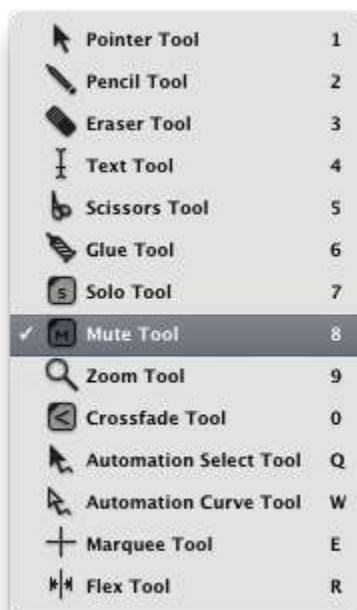 Pointer Tool 1
Pencil Tool 2
Eraser Tool 3
Text Tool 4
Scissors Tool 5
Glue Tool 6
S Solo Tool 7
✓ M Mute Tool 8
Zoom Tool 9
Crossfade Tool 0
Automation Select Tool Q
Automation Curve Tool W
Marquee Tool E
Flex Tool R